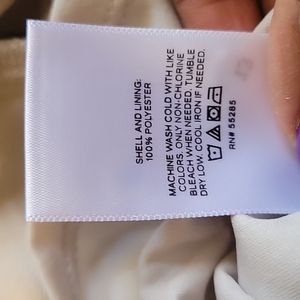 SHELL AND LINING:
100% POLYESTER
MACHINE WASH COLD WITH LIKE
COLORS. ONLY NON-CHLORINE
BLEACH WHEN NEEDED. TUMBLE
DRY LOW. COOL IRON IF NEEDED.
RN# 55285